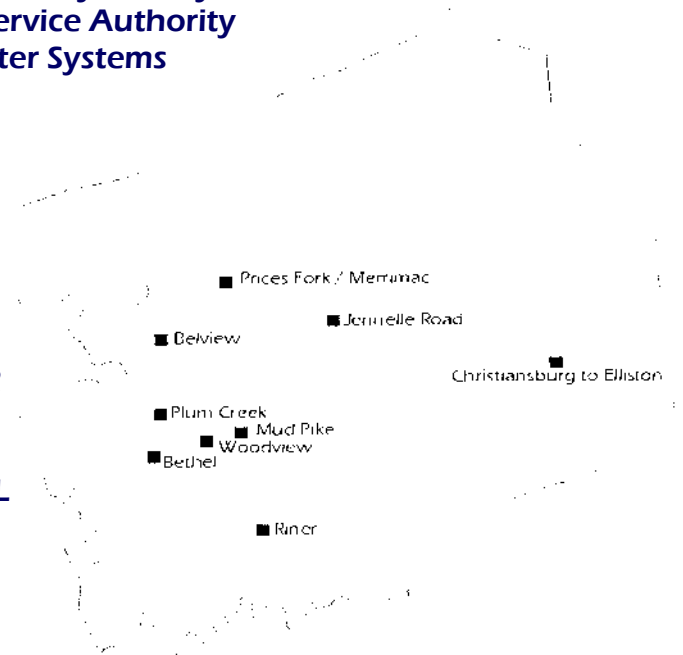 ervice Authority
ter Systems
Prices Fork / Merrimac
Jennelle Road
Belview
Christiansburg to Elliston
Plum Creek
Mud Pike
Woodview
Bethel
Riner